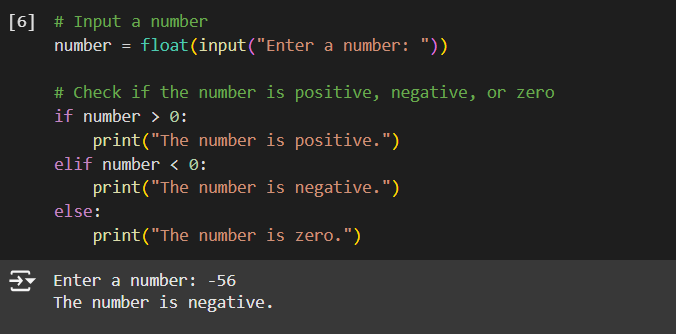 [6] # Input a number
number = float(input("Enter a number: "))
# Check if the number is positive, negative, or zero
if number > 0:
    print("The number is positive.")
elif number < 0:
    print("The number is negative.")
else:
    print("The number is zero.")
Enter a number: -56
The number is negative.